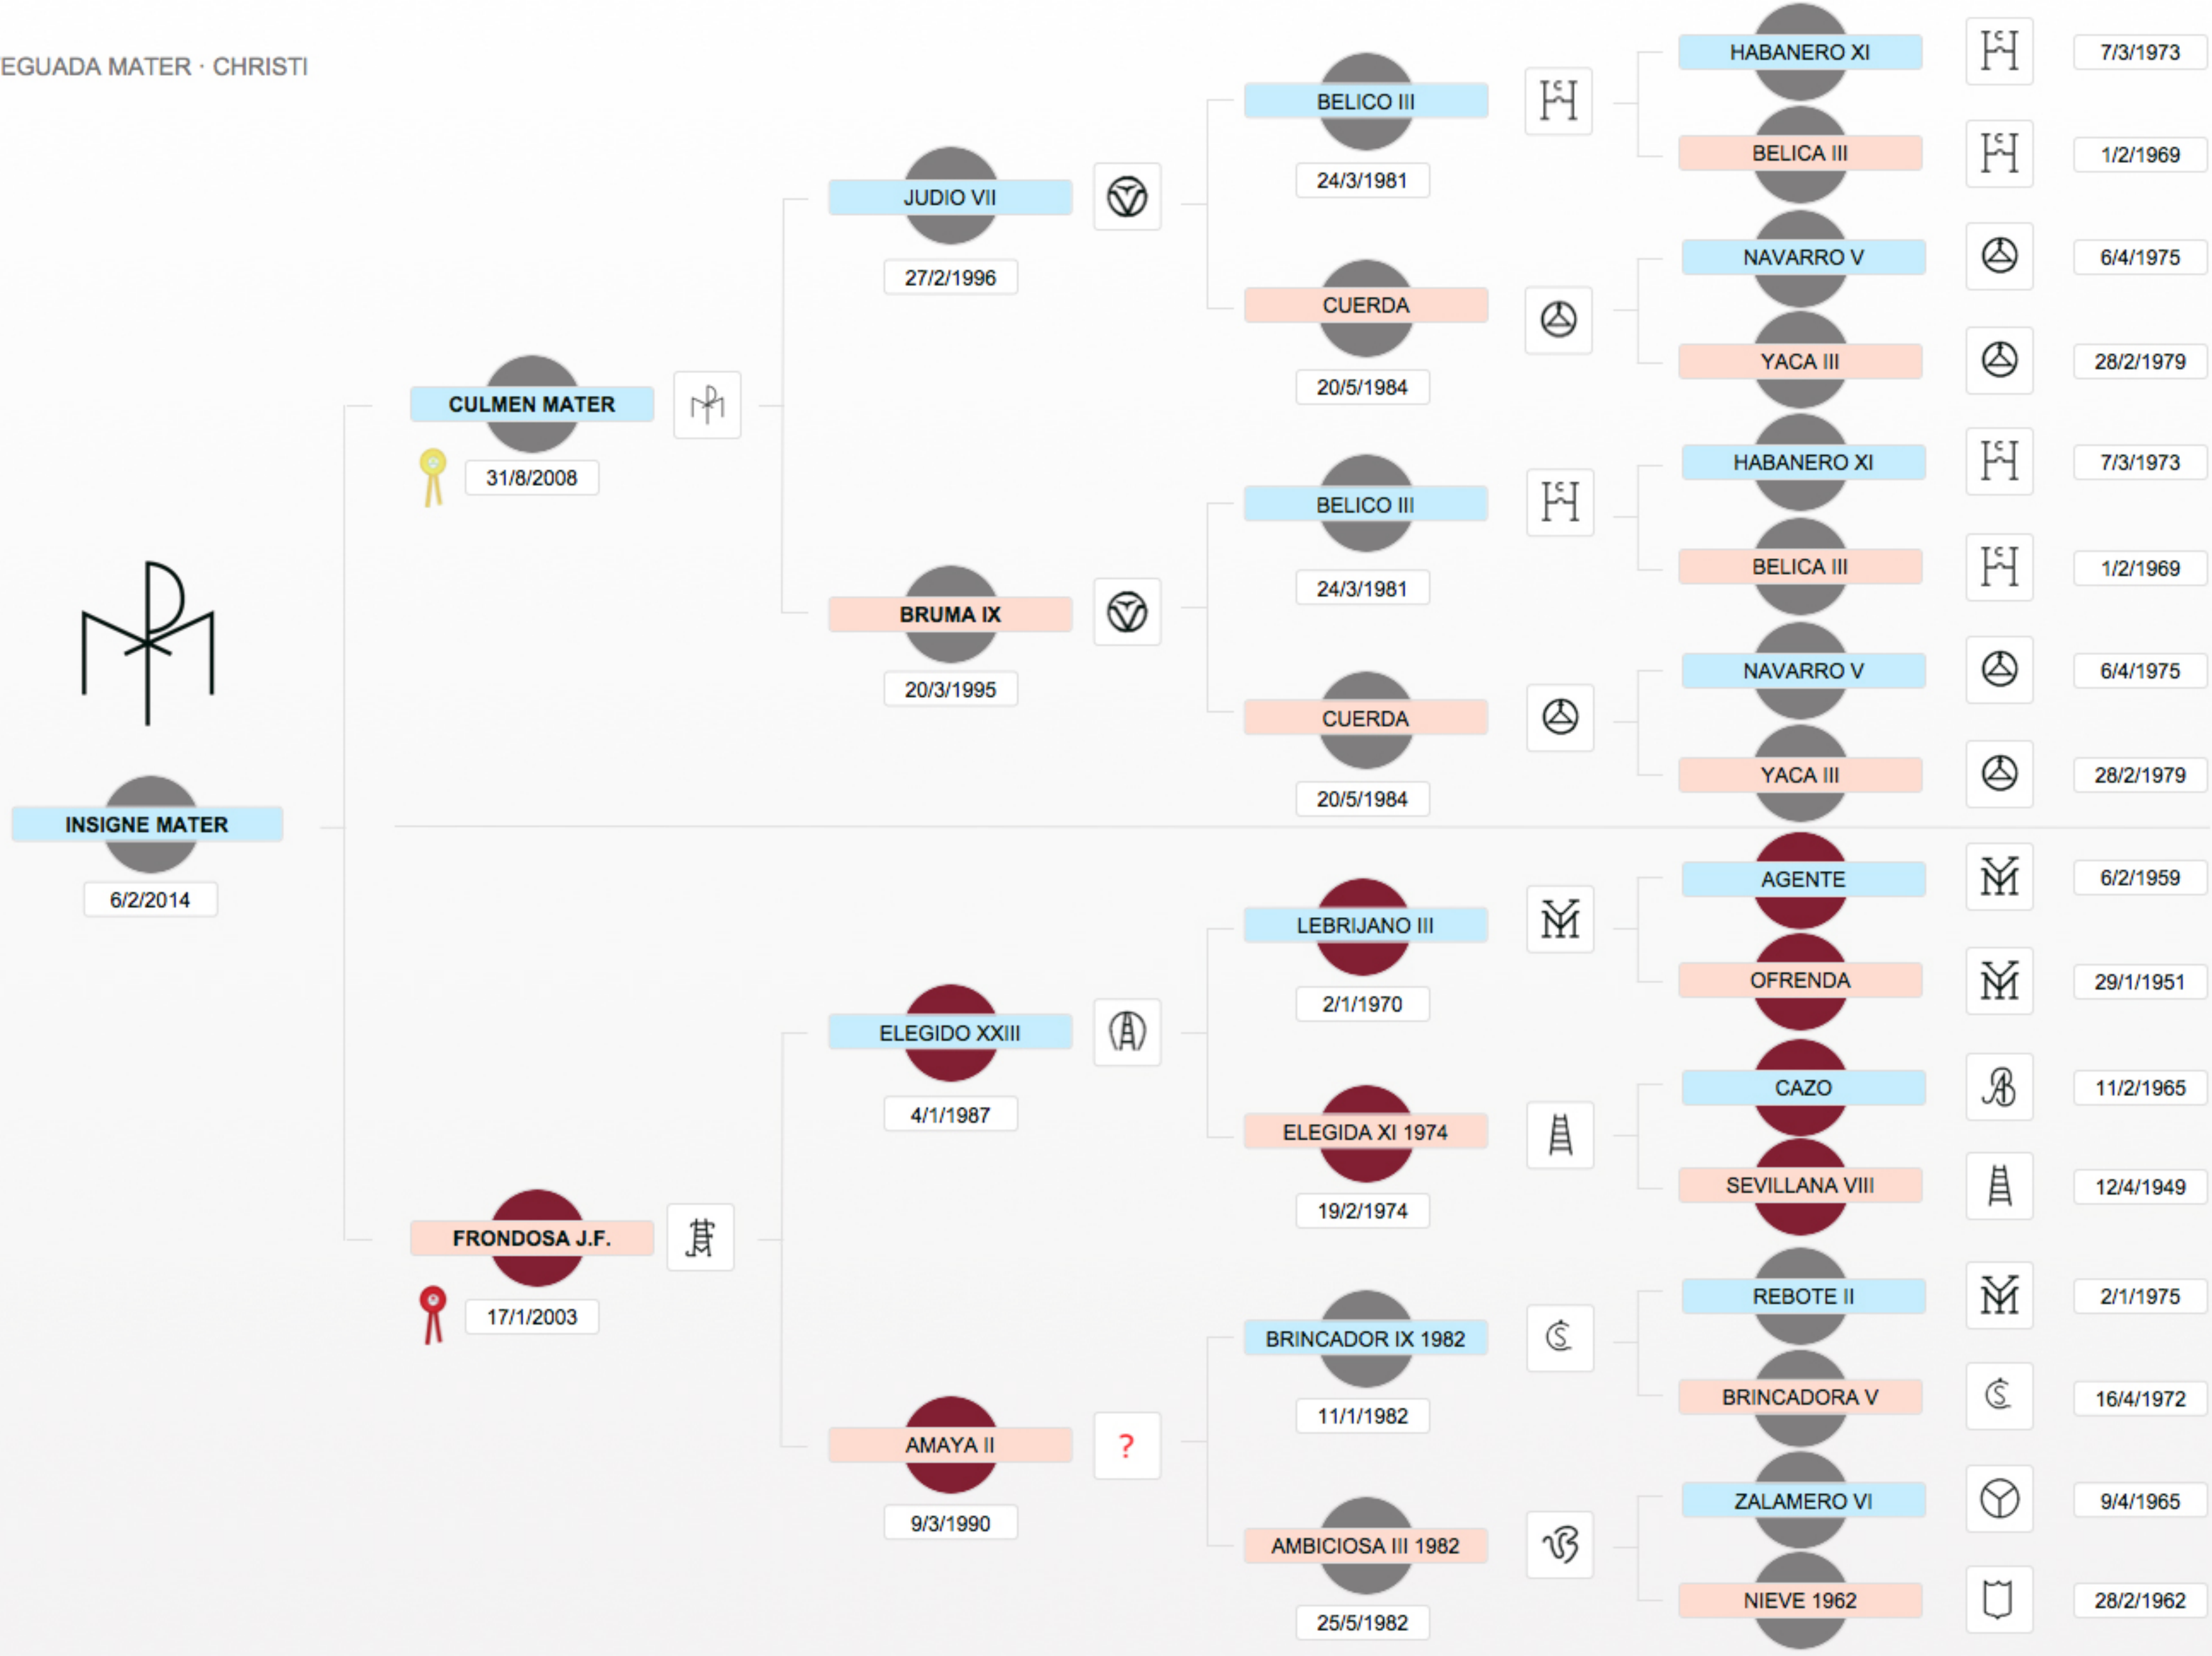 EGUADA MATER · CHRISTI
INSIGNE MATER
6/2/2014
CULMEN MATER
31/8/2008
FRONDOSA J.F.
17/1/2003
JUDIO VII
27/2/1996
BRUMA IX
20/3/1995
ELEGIDO XXIII
4/1/1987
AMAYA II
?
9/3/1990
BELICO III
24/3/1981
CUERDA
20/5/1984
BELICO III
24/3/1981
CUERDA
20/5/1984
LEBRIJANO III
2/1/1970
ELEGIDA XI 1974
19/2/1974
BRINCADOR IX 1982
11/1/1982
AMBICIOSA III 1982
25/5/1982
HABANERO XI 7/3/1973
BELICA III 1/2/1969
NAVARRO V 6/4/1975
YACA III 28/2/1979
HABANERO XI 7/3/1973
BELICA III 1/2/1969
NAVARRO V 6/4/1975
YACA III 28/2/1979
AGENTE 6/2/1959
OFRENDA 29/1/1951
CAZO 11/2/1965
SEVILLANA VIII 12/4/1949
REBOTE II 2/1/1975
BRINCADORA V 16/4/1972
ZALAMERO VI 9/4/1965
NIEVE 1962 28/2/1962